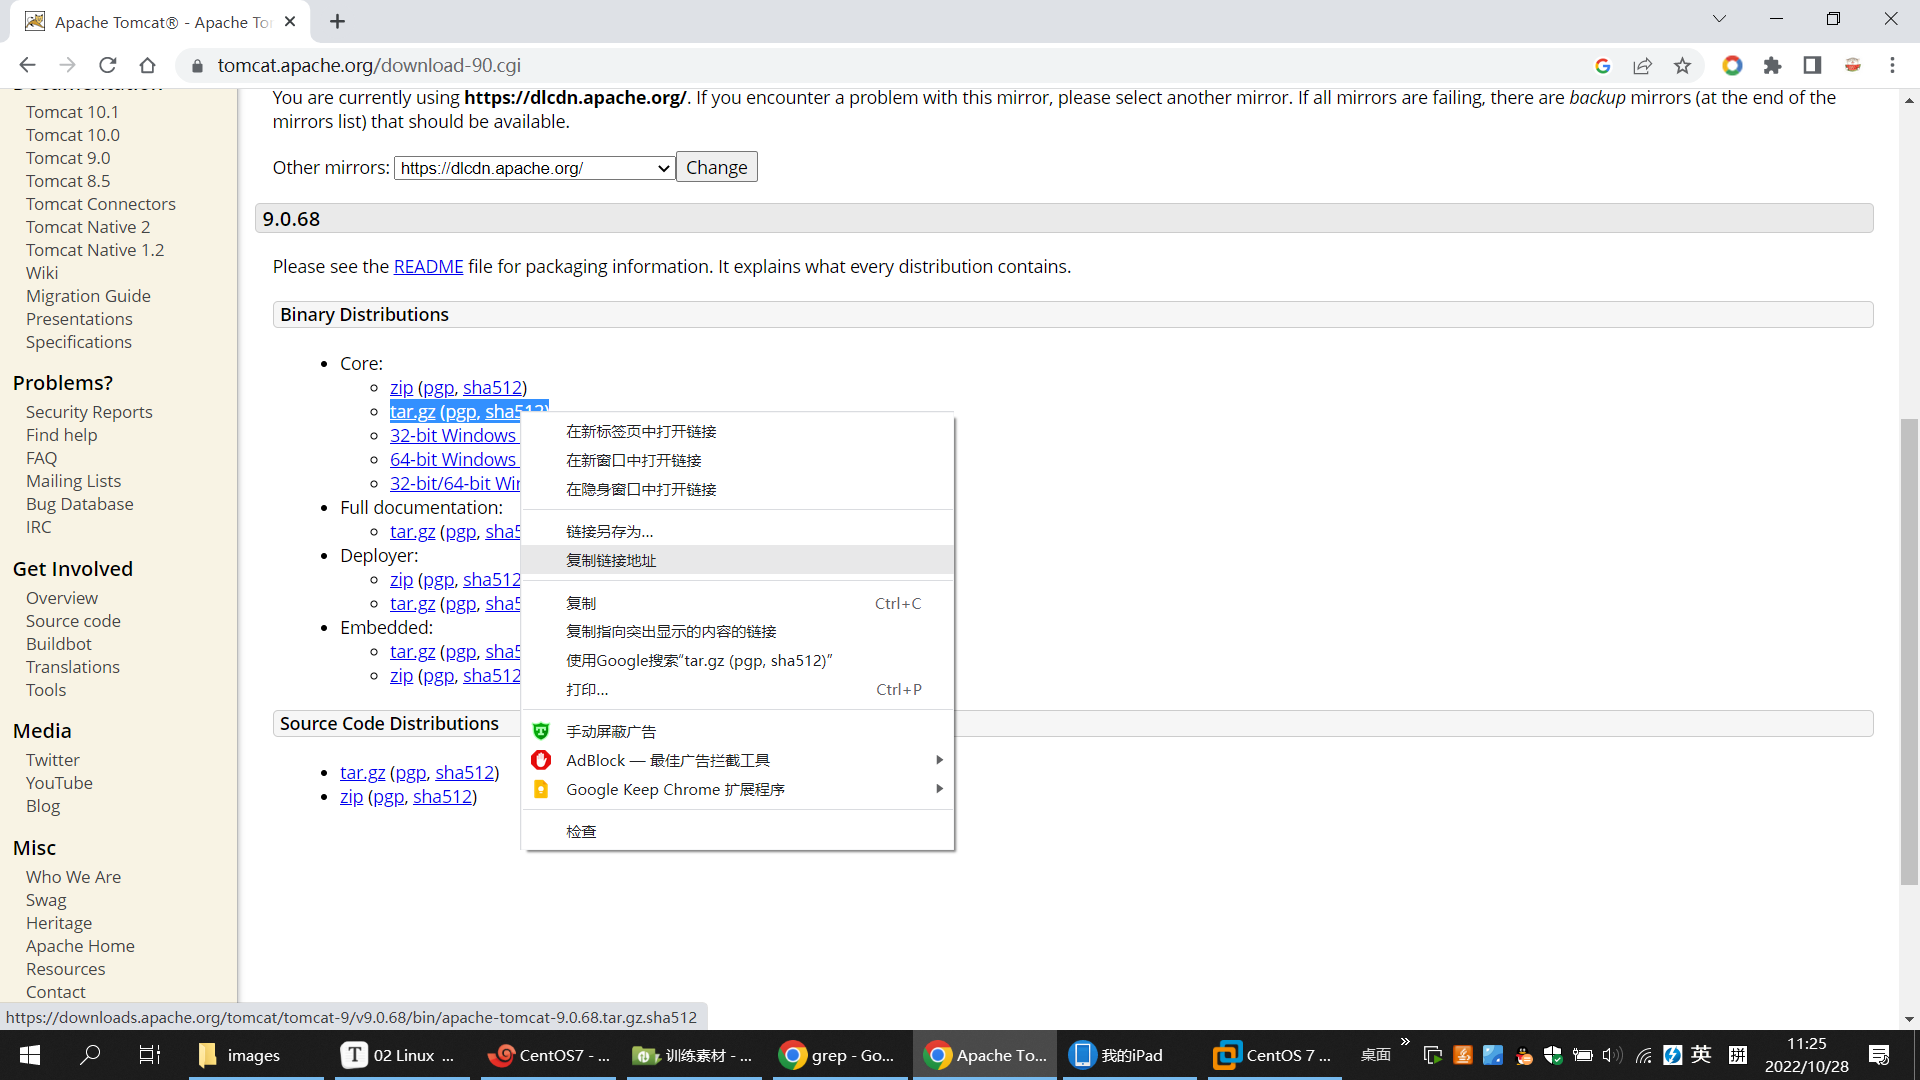 Apache Tomcat® - Apache To
tomcat.apache.org/download-90.cgi
Documentation
Tomcat 10.1
Tomcat 10.0
Tomcat 9.0
Tomcat 8.5
Tomcat Connectors
Tomcat Native 2
Tomcat Native 1.2
Wiki
Migration Guide
Presentations
Specifications
Problems?
Security Reports
Find help
FAQ
Mailing Lists
Bug Database
IRC
Get Involved
Overview
Source code
Buildbot
Translations
Tools
Media
Twitter
YouTube
Blog
Misc
Who We Are
Swag
Heritage
Apache Home
Resources
Contact
You are currently using https://dlcdn.apache.org/. If you encounter a problem with this mirror, please select another mirror. If all mirrors are failing, there are backup mirrors (at the end of the
mirrors list) that should be available.
Other mirrors: https://dlcdn.apache.org/ Change
9.0.68
Please see the README file for packaging information. It explains what every distribution contains.
Binary Distributions
Core:
zip (pgp, sha512)
tar.gz (pgp, sha512)
32-bit Windows
64-bit Windows
32-bit/64-bit Win
Full documentation:
tar.gz (pgp, sha5
Deployer:
zip (pgp, sha512
tar.gz (pgp, sha5
Embedded:
tar.gz (pgp, sha5
zip (pgp, sha512
Source Code Distributions
tar.gz (pgp, sha512)
zip (pgp, sha512)
在新标签页中打开链接
在新窗口中打开链接
在隐身窗口中打开链接
链接另存为...
复制链接地址
复制 Ctrl+C
复制指向突出显示的内容的链接
使用Google搜索“tar.gz (pgp, sha512)”
打印... Ctrl+P
手动屏蔽广告
AdBlock — 最佳广告拦截工具
Google Keep Chrome 扩展程序
检查
https://downloads.apache.org/tomcat/tomcat-9/v9.0.68/bin/apache-tomcat-9.0.68.tar.gz.sha512
images
02 Linux ...
CentOS7 - ...
训练素材 - ...
grep - Go...
Apache To...
我的iPad
CentOS 7 ...
桌面
英
拼
11:25
2022/10/28